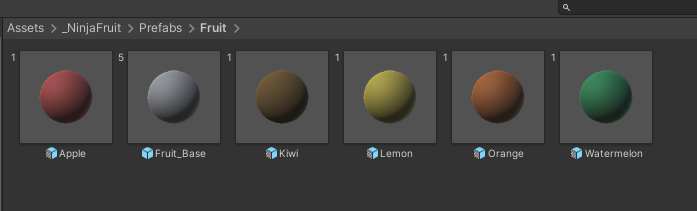 Assets > _NinjaFruit > Prefabs > Fruit >
1 5 1 1 1 1
Apple Fruit_Base Kiwi Lemon Orange Watermelon